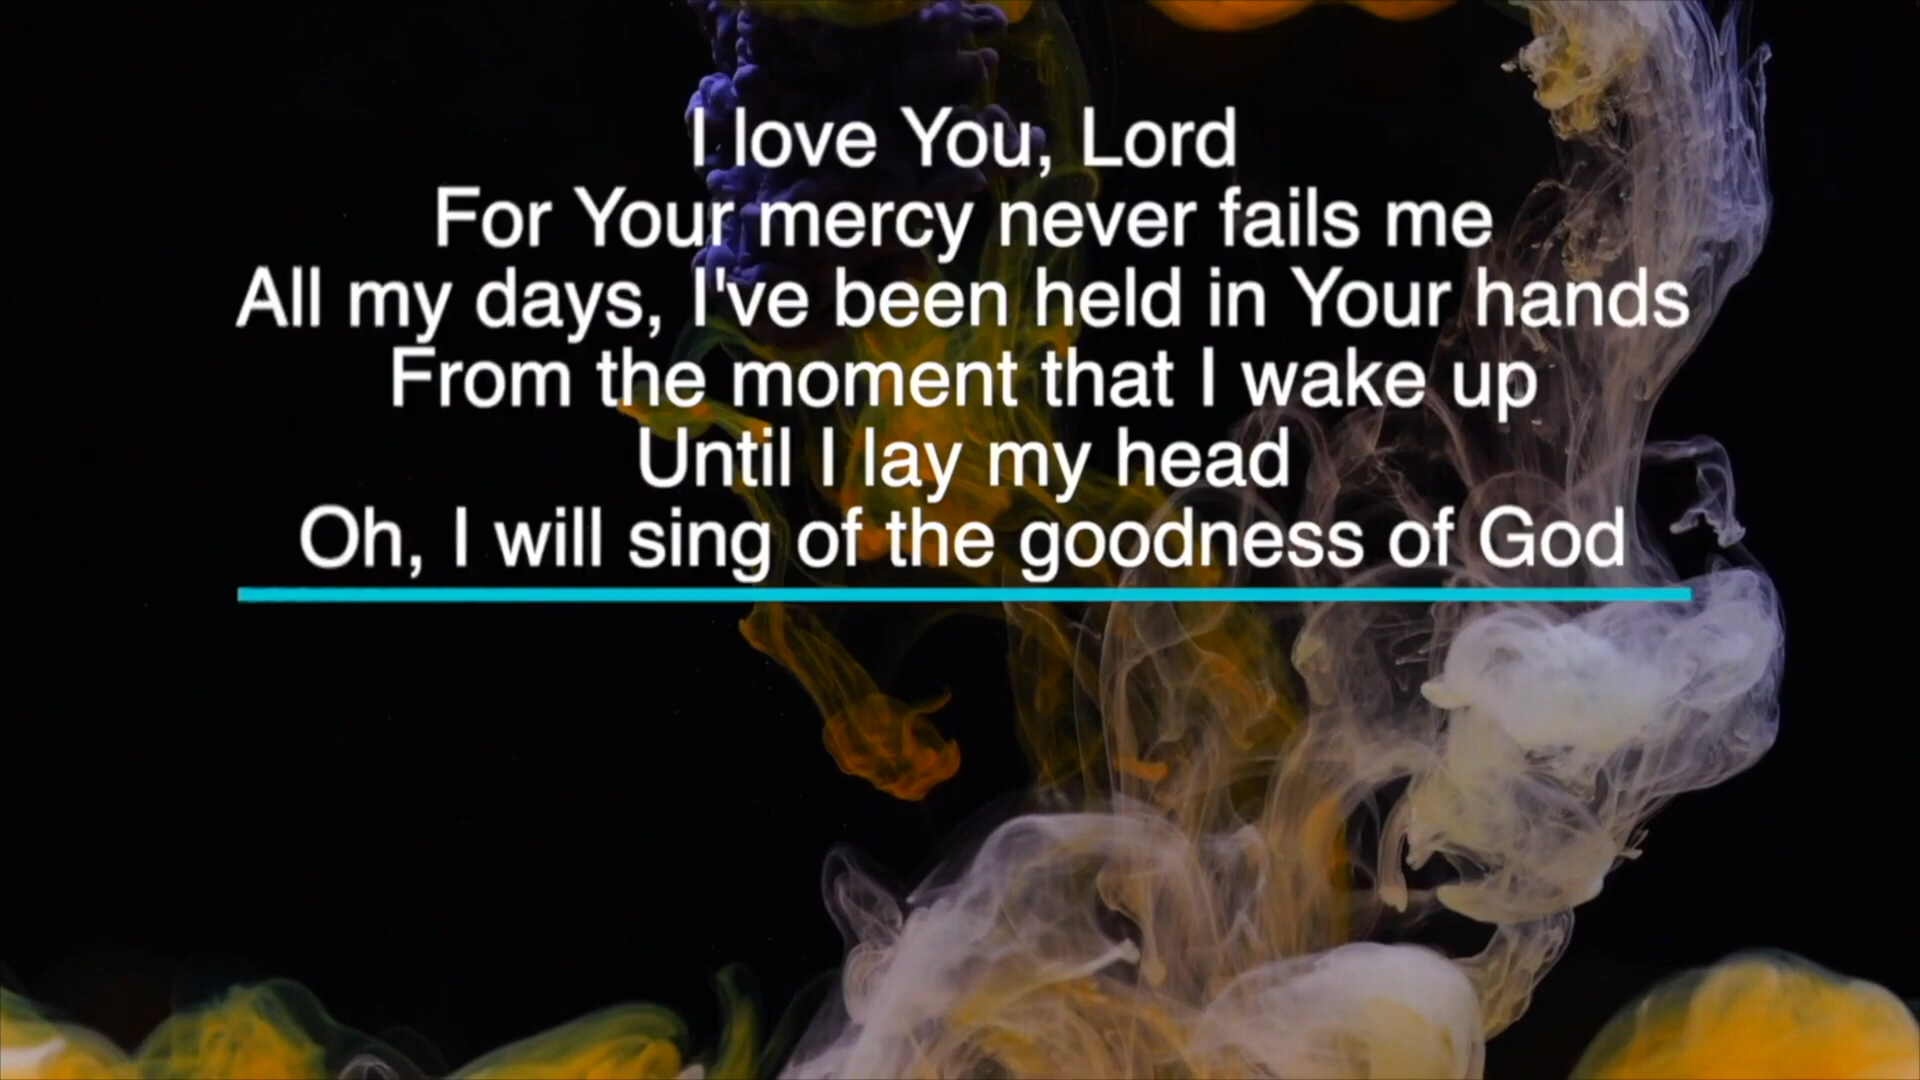 I love You, Lord
For Your mercy never fails me
All my days, I've been held in Your hands
From the moment that I wake up
Until I lay my head
Oh, I will sing of the goodness of God